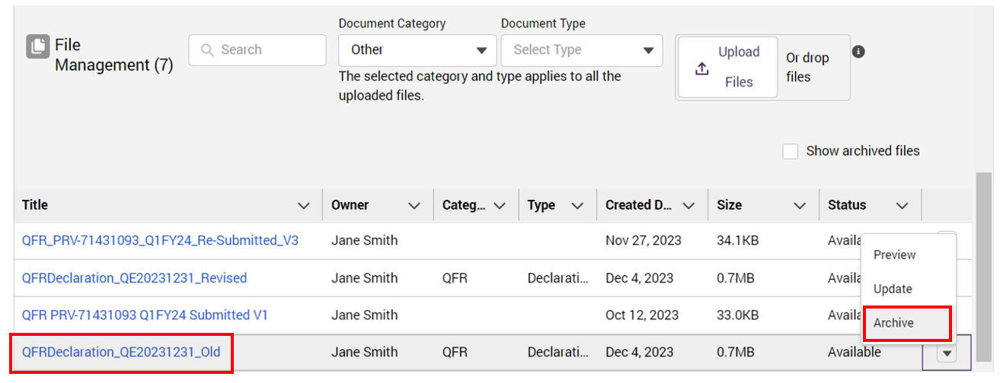 Document Category Document Type
File
Management (7)
Search
Other
Select Type
Upload
Files
Or drop
files
The selected category and type applies to all the
uploaded files.
Show archived files
Title Owner Categ... Type Created D... Size Status
QFR_PRV-71431093_Q1FY24_Re-Submitted_V3 Jane Smith Nov 27, 2023 34.1KB Availa
Preview
QFRDeclaration_QE20231231_Revised Jane Smith QFR Declarati... Dec 4, 2023 0.7MB Availa
Update
QFR PRV-71431093 Q1FY24 Submitted V1 Jane Smith Oct 12, 2023 33.0KB Availa
Archive
QFRDeclaration_QE20231231_Old Jane Smith QFR Declarati... Dec 4, 2023 0.7MB Available